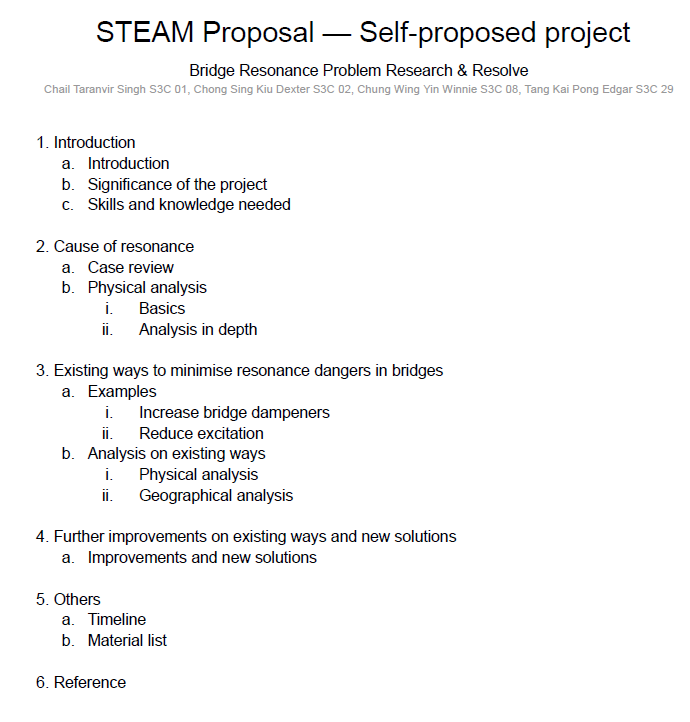 STEAM Proposal — Self-proposed project
Bridge Resonance Problem Research & Resolve
Chail Taranvir Singh S3C 01, Chong Sing Kiu Dexter S3C 02, Chung Wing Yin Winnie S3C 08, Tang Kai Pong Edgar S3C 29
1. Introduction
a. Introduction
b. Significance of the project
c. Skills and knowledge needed
2. Cause of resonance
a. Case review
b. Physical analysis
i. Basics
ii. Analysis in depth
3. Existing ways to minimise resonance dangers in bridges
a. Examples
i. Increase bridge dampeners
ii. Reduce excitation
b. Analysis on existing ways
i. Physical analysis
ii. Geographical analysis
4. Further improvements on existing ways and new solutions
a. Improvements and new solutions
5. Others
a. Timeline
b. Material list
6. Reference